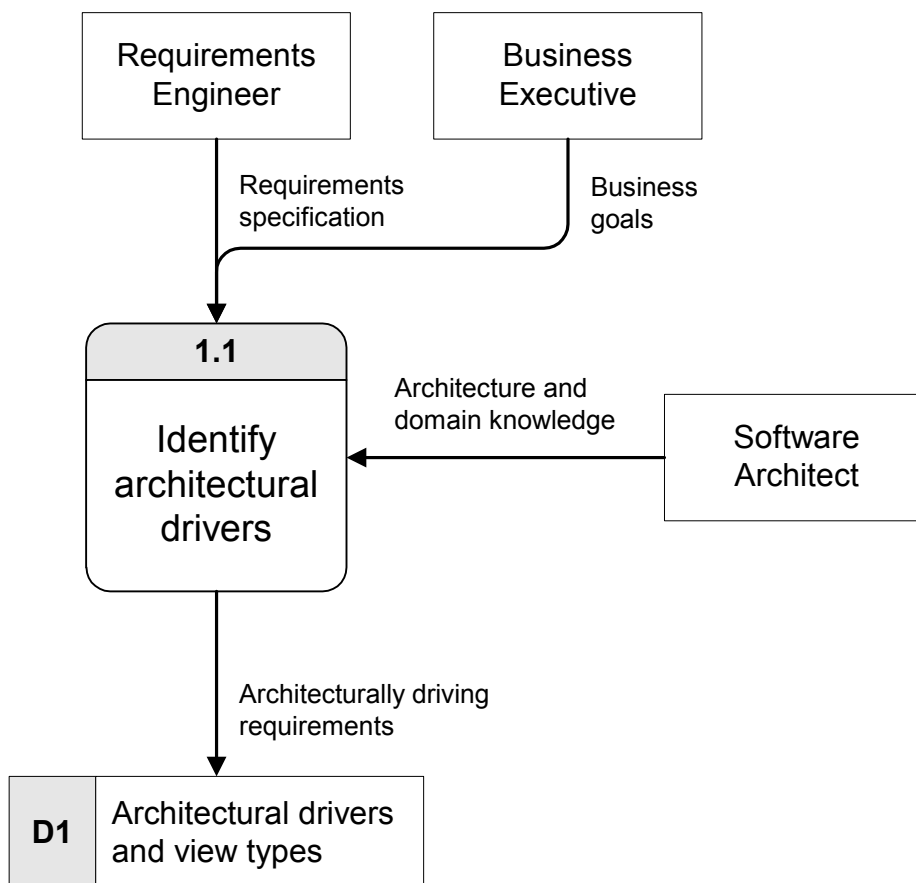 Requirements
Engineer
Business
Executive
Requirements
specification
Business
goals
1.1
Identify
architectural
drivers
Architecture and
domain knowledge
Software
Architect
Architecturally driving
requirements
D1
Architectural drivers
and view types